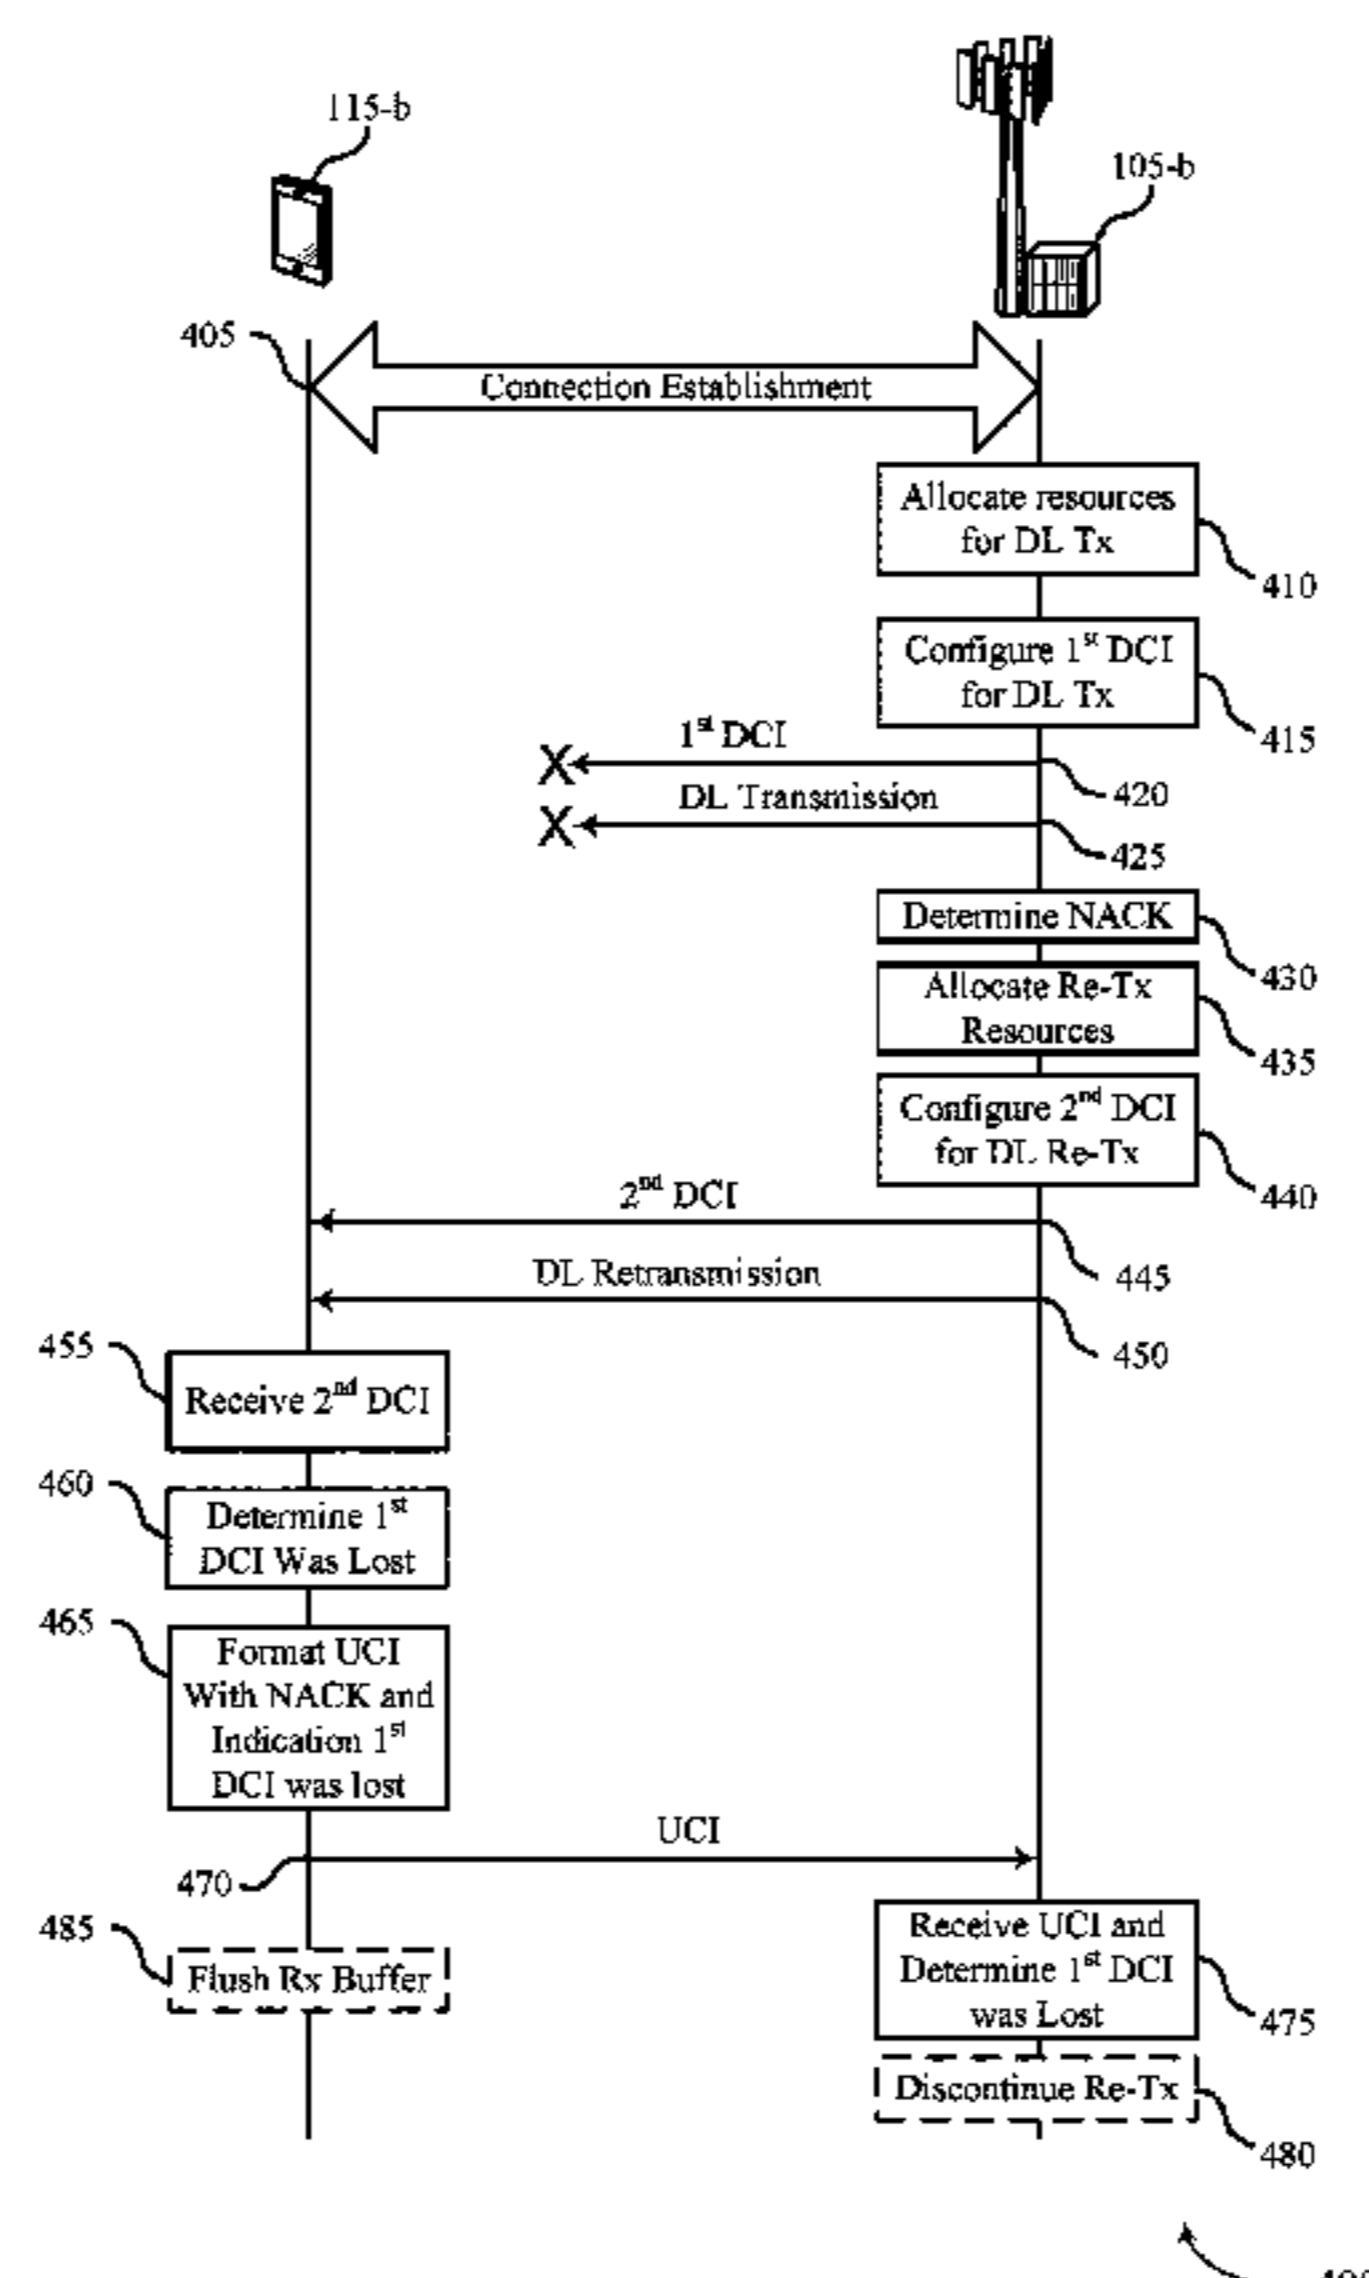 115-b
105-b
405
Connection Establishment
Allocate resources
for DL Tx
410
Configure 1st DCI
for DL Tx
415
1st DCI
420
DL Transmission
425
Determine NACK
430
Allocate Re-Tx
Resources
435
Configure 2nd DCI
for DL Re-Tx
440
2nd DCI
445
DL Retransmission
450
455
Receive 2nd DCI
460
Determine 1st
DCI Was Lost
465
Format UCI
With NACK and
Indication 1st
DCI was lost
UCI
470
485
Flush Rx Buffer
Receive UCI and
Determine 1st DCI
was Lost
475
Discontinue Re-Tx
480